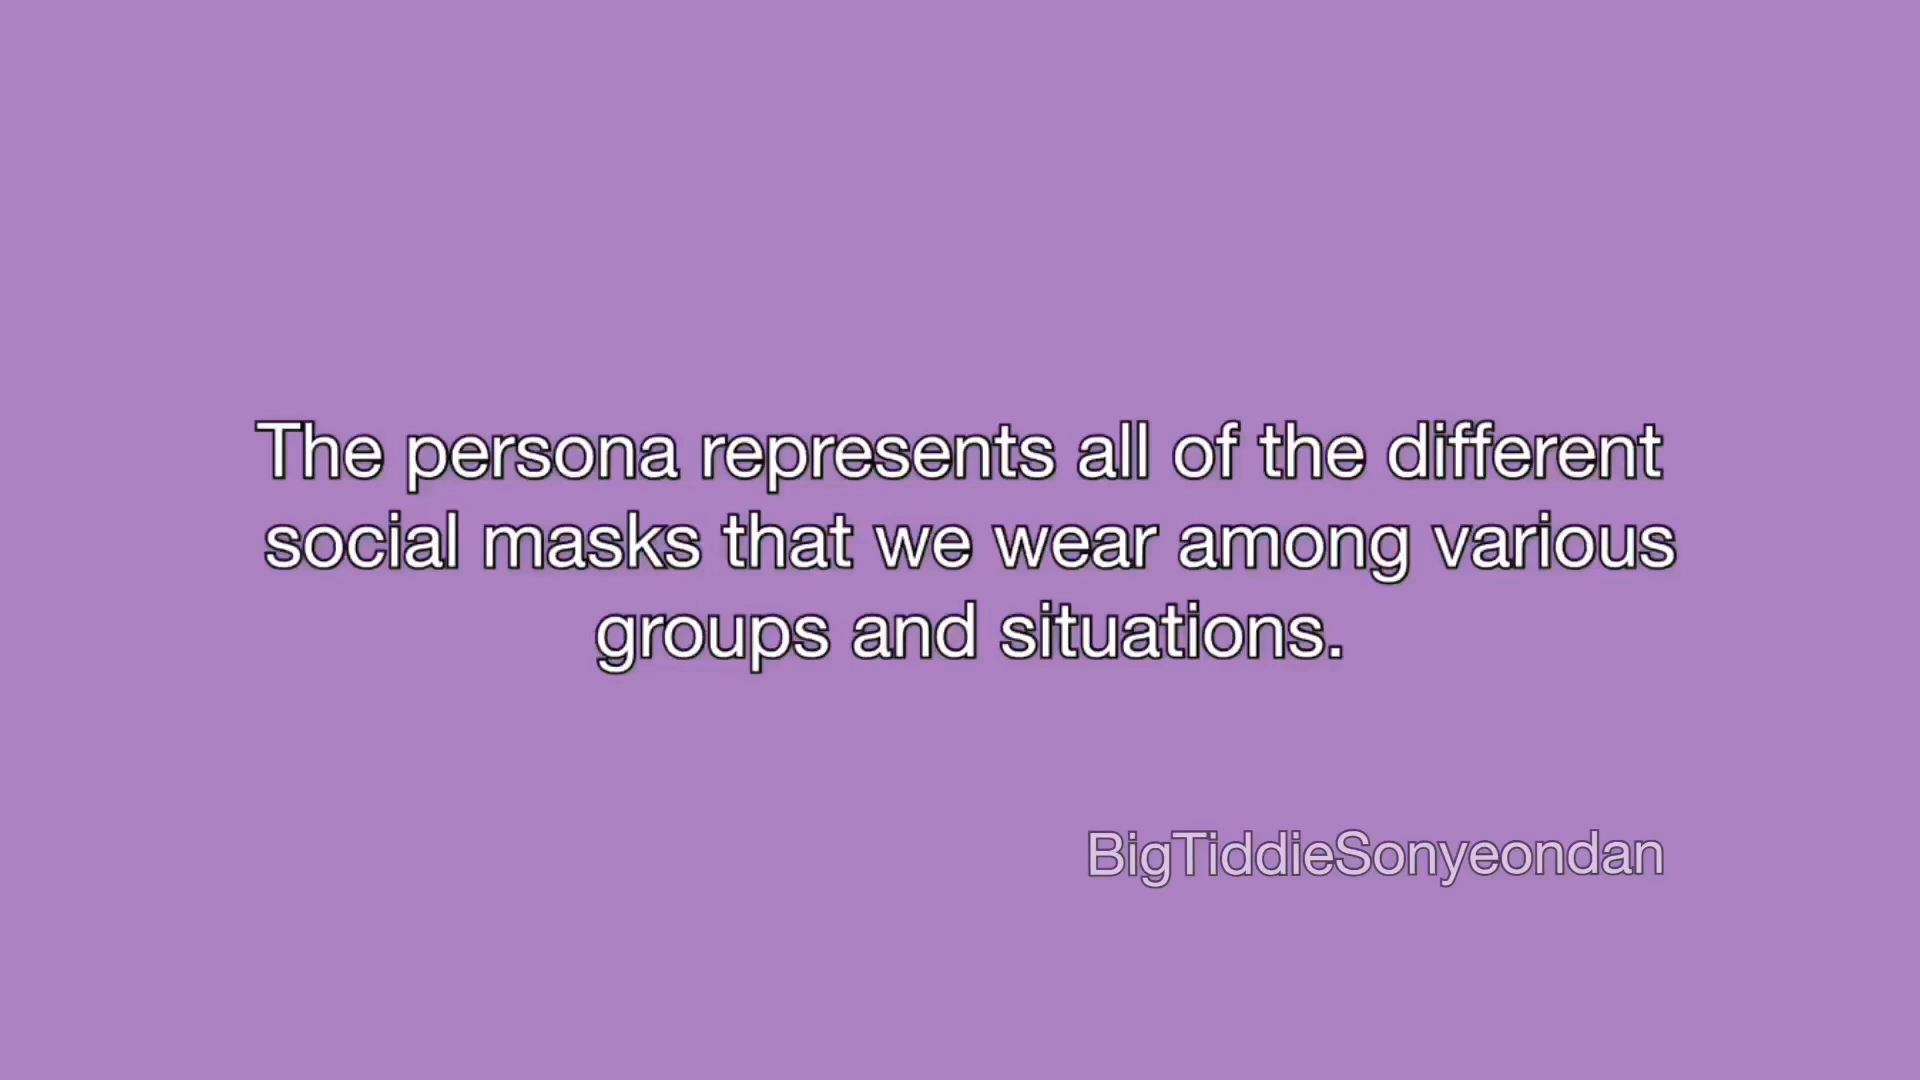 The persona represents all of the different
social masks that we wear among various
groups and situations.
BigTiddieSonyeondan